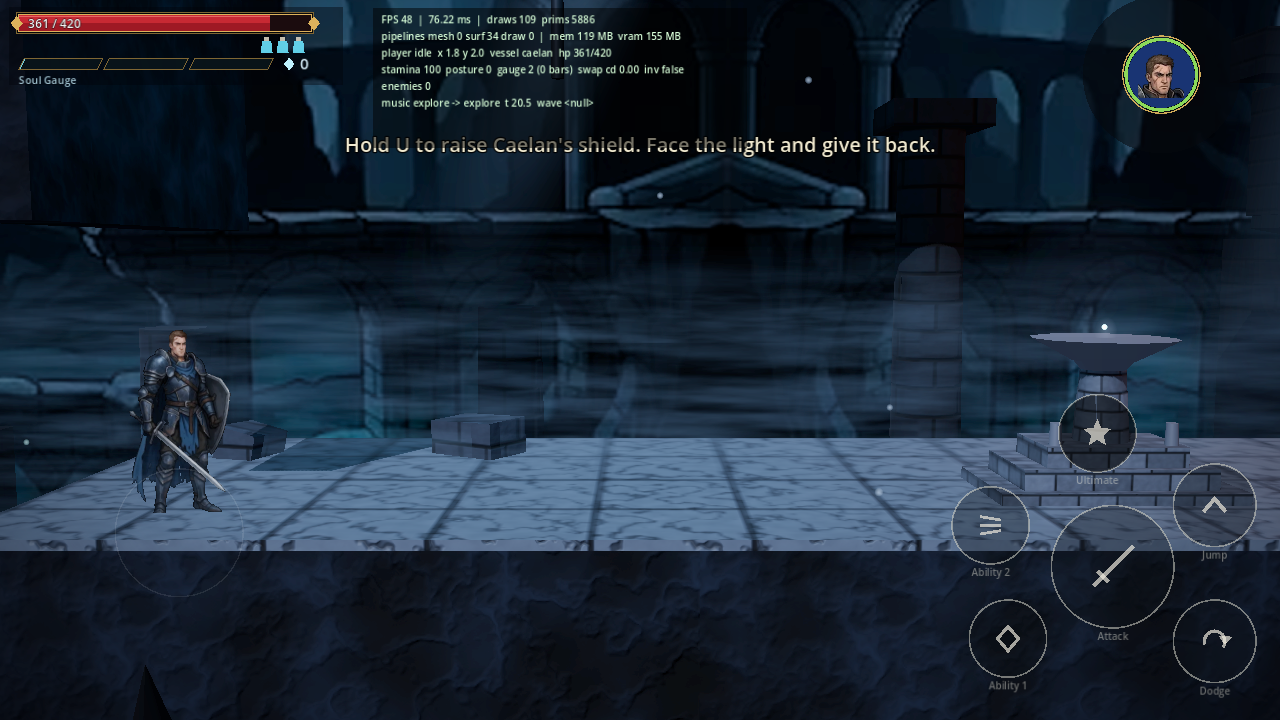 361 / 420
0
Soul Gauge
FPS 48 | 76.22 ms | draws 109 prims 5886
pipelines mesh 0 surf 34 draw 0 | mem 119 MB vram 155 MB
player idle x 1.8 y 2.0 vessel caelan hp 361/420
stamina 100 posture 0 gauge 2 (0 bars) swap cd 0.00 inv false
enemies 0
music explore -> explore t 20.5 wave <null>
Hold U to raise Caelan's shield. Face the light and give it back.
Ultimate
Jump
Ability 2
Attack
Ability 1
Dodge